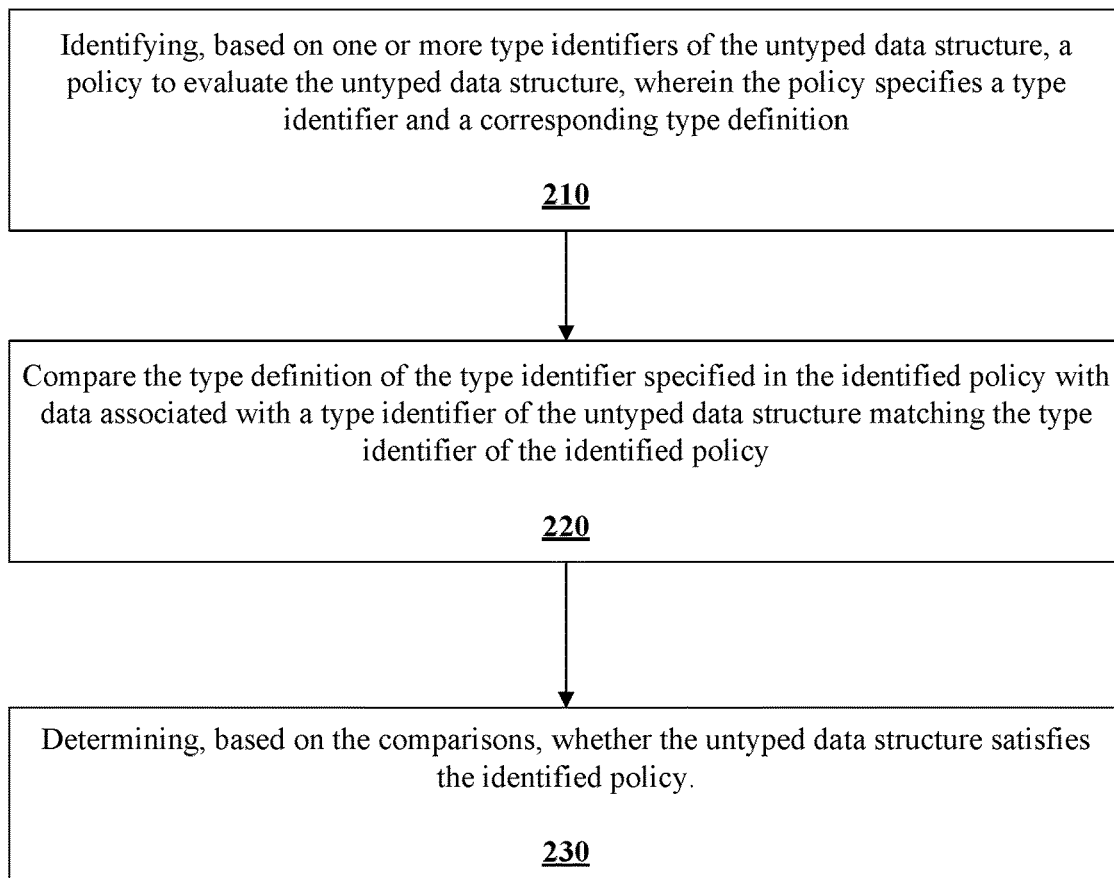 Identifying, based on one or more type identifiers of the untyped data structure, a
policy to evaluate the untyped data structure, wherein the policy specifies a type
identifier and a corresponding type definition
210
Compare the type definition of the type identifier specified in the identified policy with
data associated with a type identifier of the untyped data structure matching the type
identifier of the identified policy
220
Determining, based on the comparisons, whether the untyped data structure satisfies
the identified policy.
230